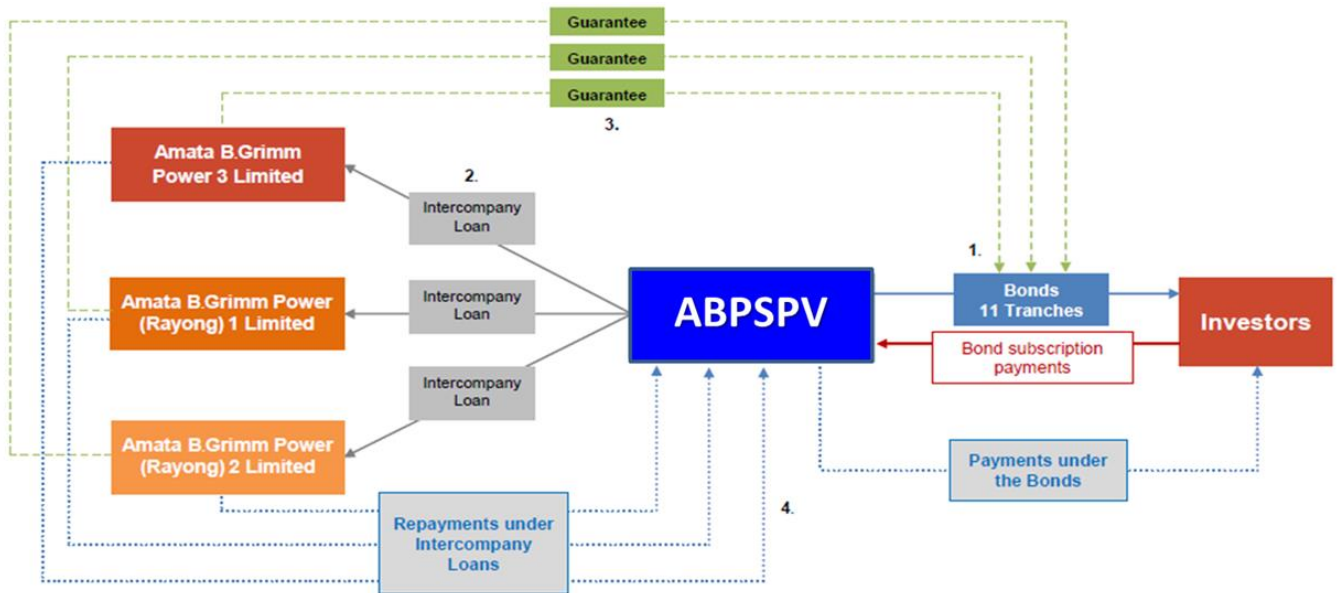 Guarantee
Guarantee
Guarantee
3.
Amata B.Grimm
Power 3 Limited
2.
Intercompany
Loan
1.
Amata B.Grimm Power
(Rayong) 1 Limited
Intercompany
Loan
ABPSPV
Bonds
11 Tranches
Investors
Bond subscription
payments
Intercompany
Loan
Amata B.Grimm Power
(Rayong) 2 Limited
Payments under
the Bonds
Repayments under
Intercompany
Loans
4.